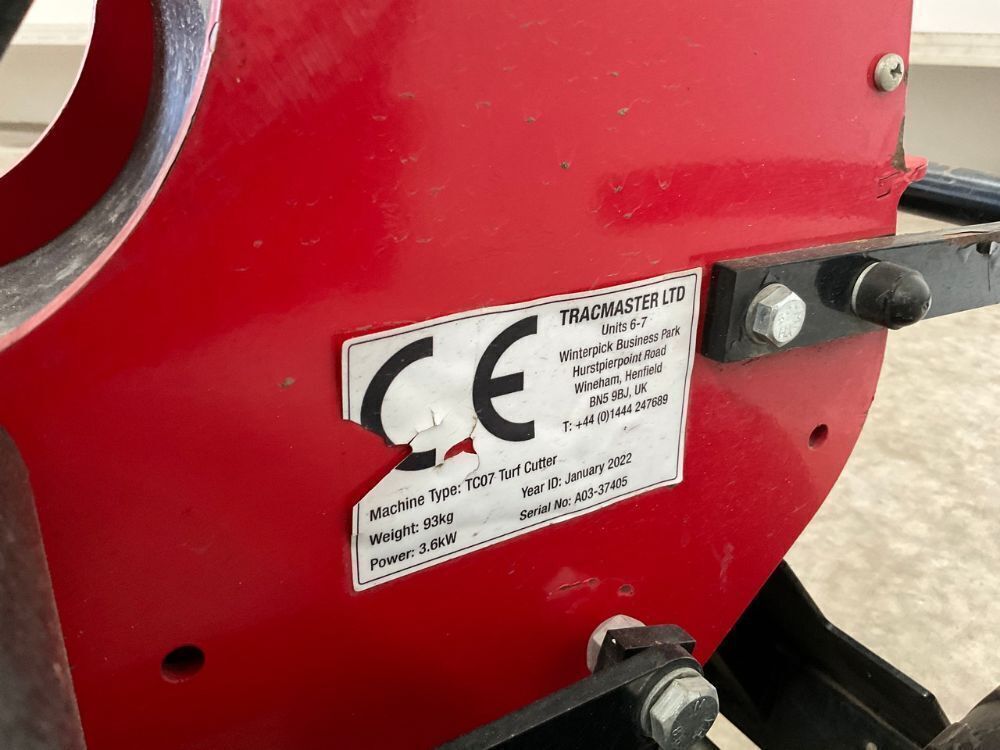 CE
TRACMASTER LTD
Units 6-7
Winterpick Business Park
Hurstpierpoint Road
Wineham, Henfield
BN5 9BJ, UK
T: +44 (0)1444 247689
Machine Type: TC07 Turf Cutter
Weight: 93kg
Year ID: January 2022
Power: 3.6kW
Serial No: A03-37405